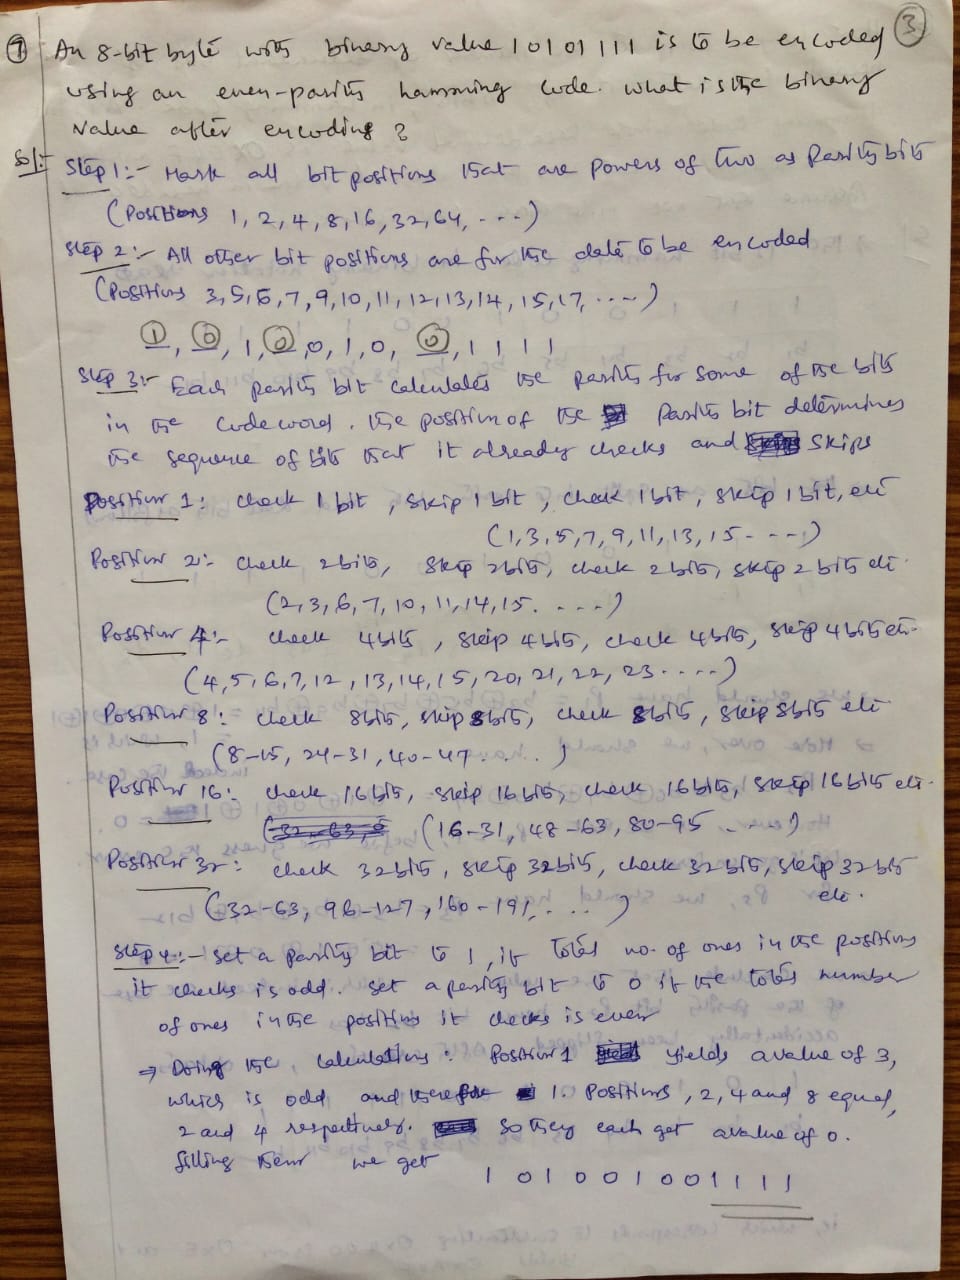 3
7 An 8-bit byte with binary value 10101111 is to be encoded
using an even-parity hamming code. what is the binary
value after encoding?
Sol:- Step 1:- Mark all bit positions that are powers of two as Parity bits
(Positions 1, 2, 4, 8, 16, 32, 64, ....)
Step 2:- All other bit positions are for the data to be encoded
(Positions 3, 5, 6, 7, 9, 10, 11, 12, 13, 14, 15, 17, ....)
1, 0, 1, 0, 0, 1, 0, 0, 1 1 1 1
Step 3:- Each parity bit calculates the parity for some of the bits
in the codeword. the position of the parity bit determines
the sequence of bits that it already checks and skips
Position 1: check 1 bit, skip 1 bit, check 1 bit, skip 1 bit, etc
(1, 3, 5, 7, 9, 11, 13, 15 - - - -)
Position 2:- check 2 bits, skip 2 bits, check 2 bits, skip 2 bits etc.
(2, 3, 6, 7, 10, 11, 14, 15. - - - -)
Position 4:- check 4 bits, skip 4 bits, check 4 bits, skip 4 bits etc.
(4, 5, 6, 7, 12, 13, 14, 15, 20, 21, 22, 23 .....)
Position 8: check 8 bits, skip 8 bits, check 8 bits, skip 8 bits etc
(8-15, 24-31, 40-47 . . . .)
Position 16:- check 16 bits, skip 16 bits, check 16 bits, skip 16 bits etc.
(16-31, 48-63, 80-95 - - - -)
Position 32: check 32 bits, skip 32 bits, check 32 bits, skip 32 bits
etc.
(32-63, 96-127, 160-191, . . . .)
Step 4:- Set a parity bit to 1, if total no. of ones in the positions
it checks is odd. Set a parity bit to 0 if the total number
of ones in the positions it checks is even
⇒ Doing the calculations: Position 1 yields a value of 3,
which is odd and therefore 1. Positions, 2, 4 and 8 equal,
2 and 4 respectively. So they each get a value of 0.
filling them we get
1 0 1 0 0 1 0 0 1 1 1 1